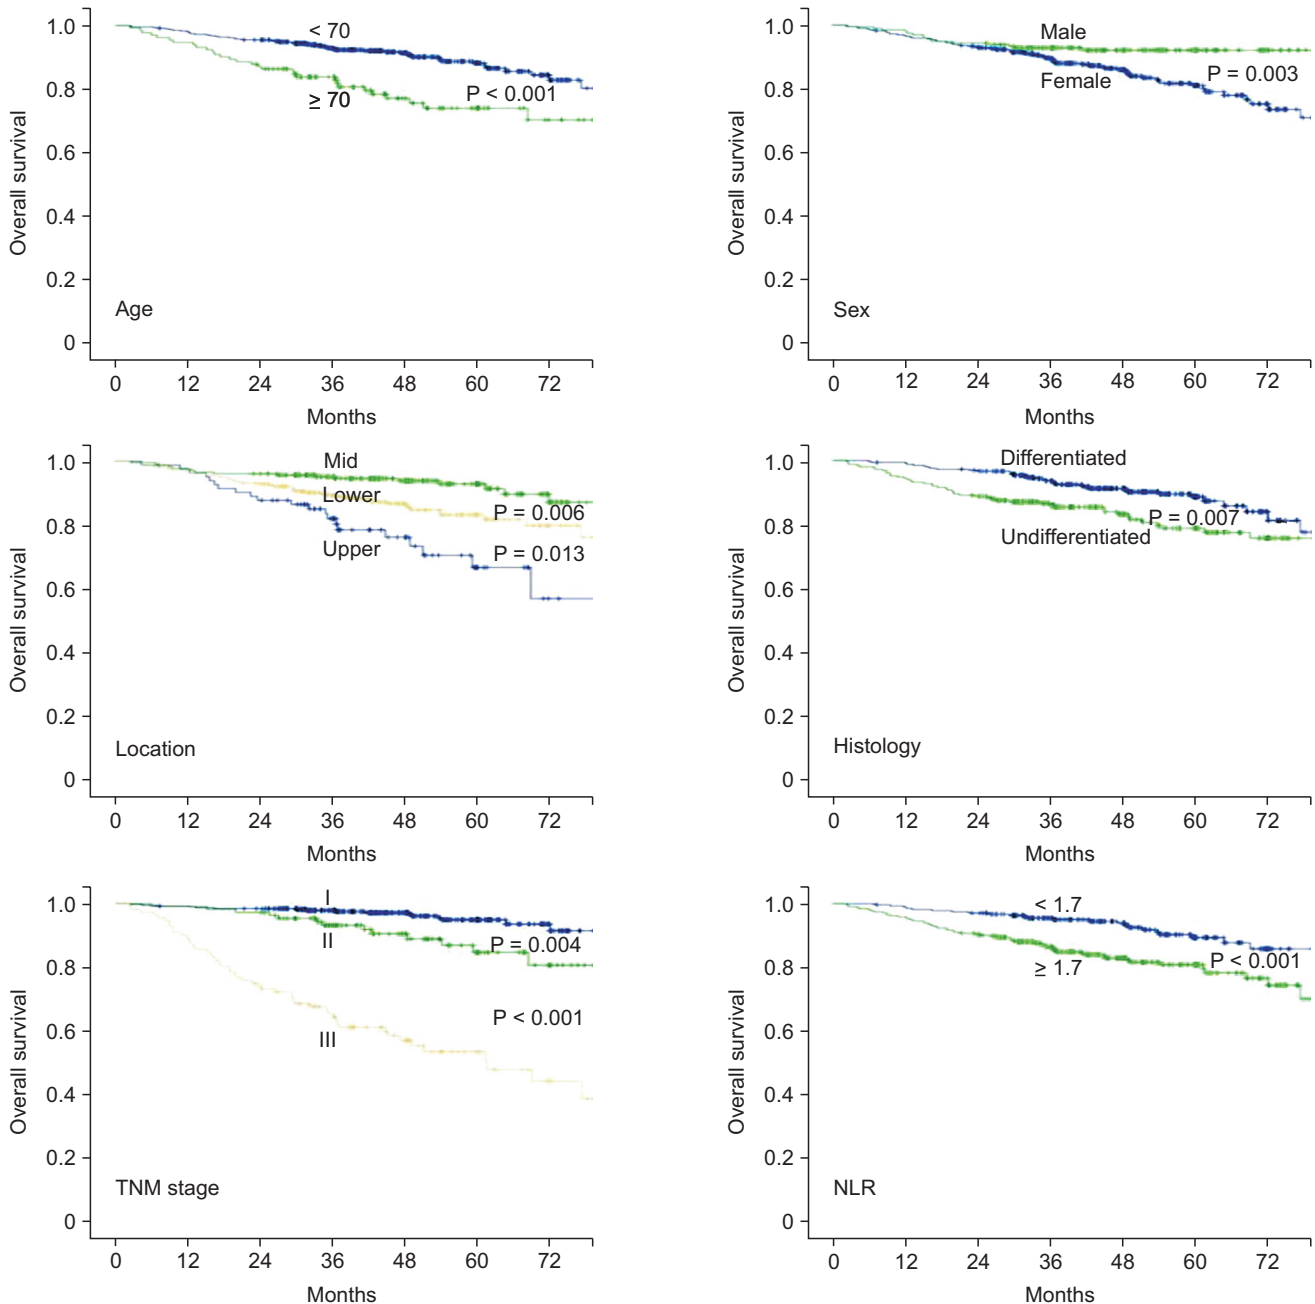 Overall survival
1.0
0.8
0.6
0.4
0.2
0
< 70
≥ 70
P < 0.001
Age
0 12 24 36 48 60 72
Months
Overall survival
1.0
0.8
0.6
0.4
0.2
0
Male
Female
P = 0.003
Sex
0 12 24 36 48 60 72
Months
Overall survival
1.0
0.8
0.6
0.4
0.2
0
Mid
Lower
P = 0.006
Upper
P = 0.013
Location
0 12 24 36 48 60 72
Months
Overall survival
1.0
0.8
0.6
0.4
0.2
0
Differentiated
P = 0.007
Undifferentiated
Histology
0 12 24 36 48 60 72
Months
Overall survival
1.0
0.8
0.6
0.4
0.2
0
I
II
P = 0.004
P < 0.001
III
TNM stage
0 12 24 36 48 60 72
Months
Overall survival
1.0
0.8
0.6
0.4
0.2
0
< 1.7
≥ 1.7
P < 0.001
NLR
0 12 24 36 48 60 72
Months